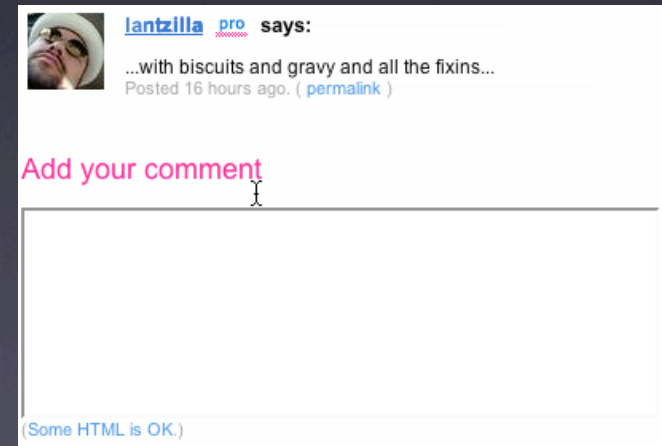 lantzilla pro says:
...with biscuits and gravy and all the fixins...
Posted 16 hours ago. ( permalink )
Add your comment
(Some HTML is OK.)